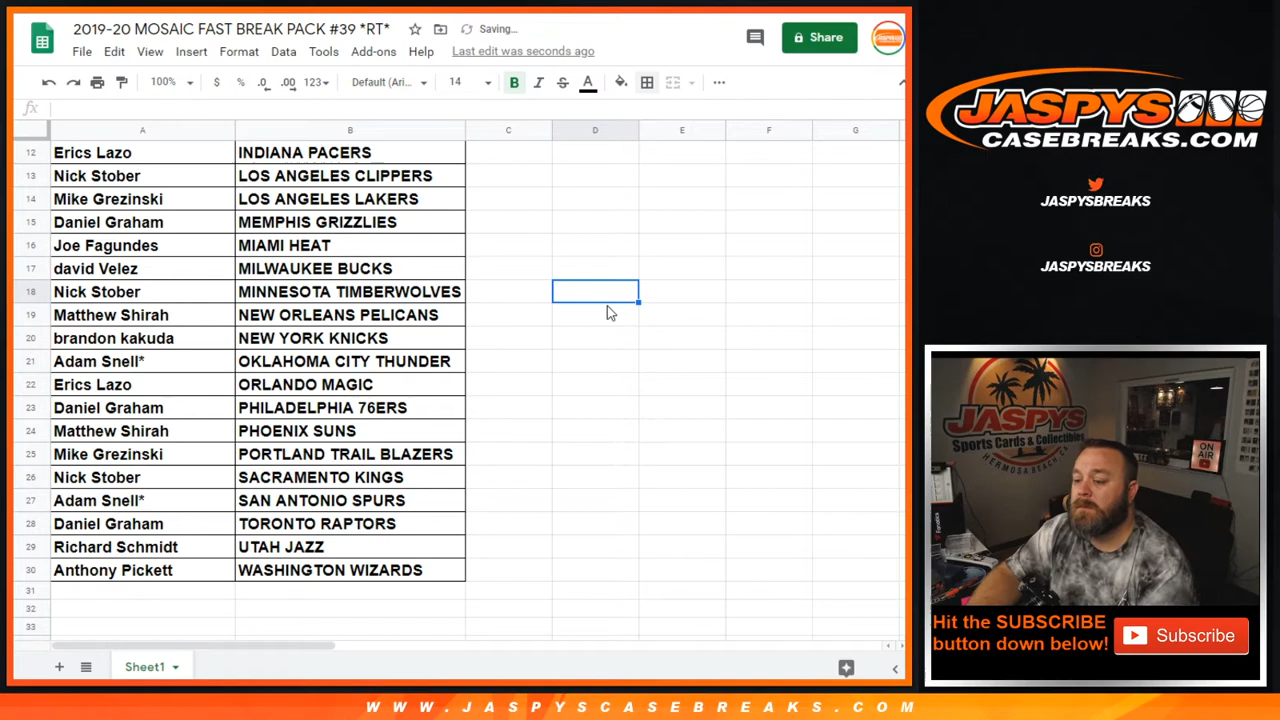 2019-20 MOSAIC FAST BREAK PACK #39 *RT*
Saving...
File Edit View Insert Format Data Tools Add-ons Help Last edit was seconds ago
Share
100% $ % .0 .00 123 Default (Ari... 14 B I S A
fx
A B C D E F G
12 Erics Lazo INDIANA PACERS
13 Nick Stober LOS ANGELES CLIPPERS
14 Mike Grezinski LOS ANGELES LAKERS
15 Daniel Graham MEMPHIS GRIZZLIES
16 Joe Fagundes MIAMI HEAT
17 david Velez MILWAUKEE BUCKS
18 Nick Stober MINNESOTA TIMBERWOLVES
19 Matthew Shirah NEW ORLEANS PELICANS
20 brandon kakuda NEW YORK KNICKS
21 Adam Snell* OKLAHOMA CITY THUNDER
22 Erics Lazo ORLANDO MAGIC
23 Daniel Graham PHILADELPHIA 76ERS
24 Matthew Shirah PHOENIX SUNS
25 Mike Grezinski PORTLAND TRAIL BLAZERS
26 Nick Stober SACRAMENTO KINGS
27 Adam Snell* SAN ANTONIO SPURS
28 Daniel Graham TORONTO RAPTORS
29 Richard Schmidt UTAH JAZZ
30 Anthony Pickett WASHINGTON WIZARDS
31
32
33
Sheet1
JASPYS
CASEBREAKS.COM
JASPYSBREAKS
JASPYSBREAKS
JASPYS
Sports Cards & Collectibles
HERMOSA BEACH, CA
ON
AIR
Hit the SUBSCRIBE
button down below!
Subscribe
WWW.JASPYSCASEBREAKS.COM